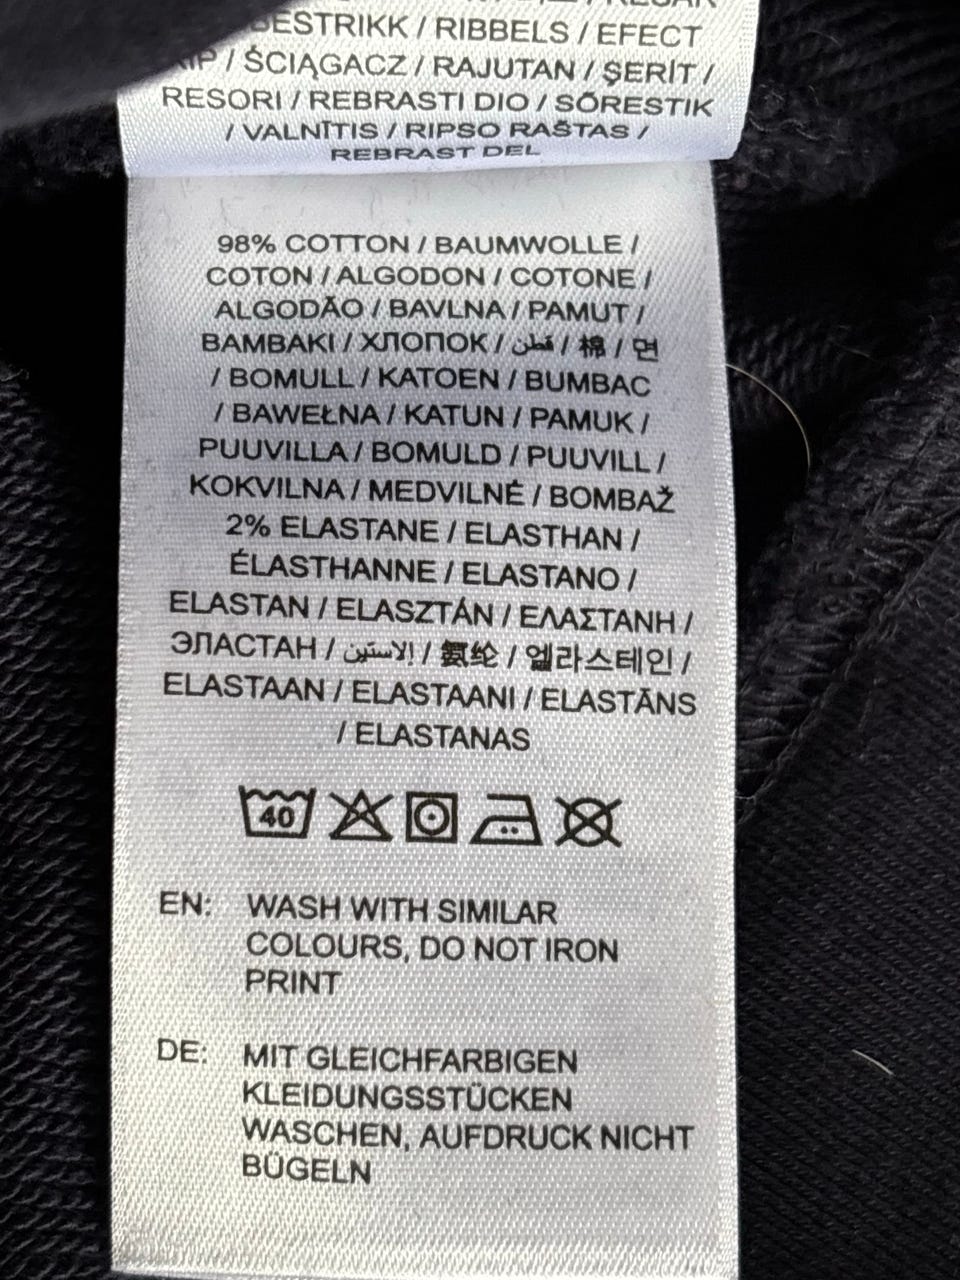 BESTRIKK / RIBBELS / EFECT
/ ŚCIĄGACZ / RAJUTAN / ŞERİT /
RESORI / REBRASTI DIO / SÕRESTIK
/ VALNĪTIS / RIPSO RAŠTAS /
REBRAST DEL
98% COTTON / BAUMWOLLE /
COTON / ALGODON / COTONE /
ALGODÃO / BAVLNA / PAMUT /
BAMBAKI / ХЛОПОК / قطن / 棉 / 면
/ BOMULL / KATOEN / BUMBAC
/ BAWEŁNA / KATUN / PAMUK /
PUUVILLA / BOMULD / PUUVILL /
KOKVILNA / MEDVILNĖ / BOMBAŽ
2% ELASTANE / ELASTHAN /
ÉLASTHANNE / ELASTANO /
ELASTAN / ELASZTÁN / ΕΛΑΣΤΑΝΗ /
ЭЛАСТАН / إلاستين / 氨纶 / 엘라스테인 /
ELASTAAN / ELASTAANI / ELASTĀNS
/ ELASTANAS
40
EN: WASH WITH SIMILAR
COLOURS, DO NOT IRON
PRINT
DE: MIT GLEICHFARBIGEN
KLEIDUNGSSTÜCKEN
WASCHEN, AUFDRUCK NICHT
BÜGELN